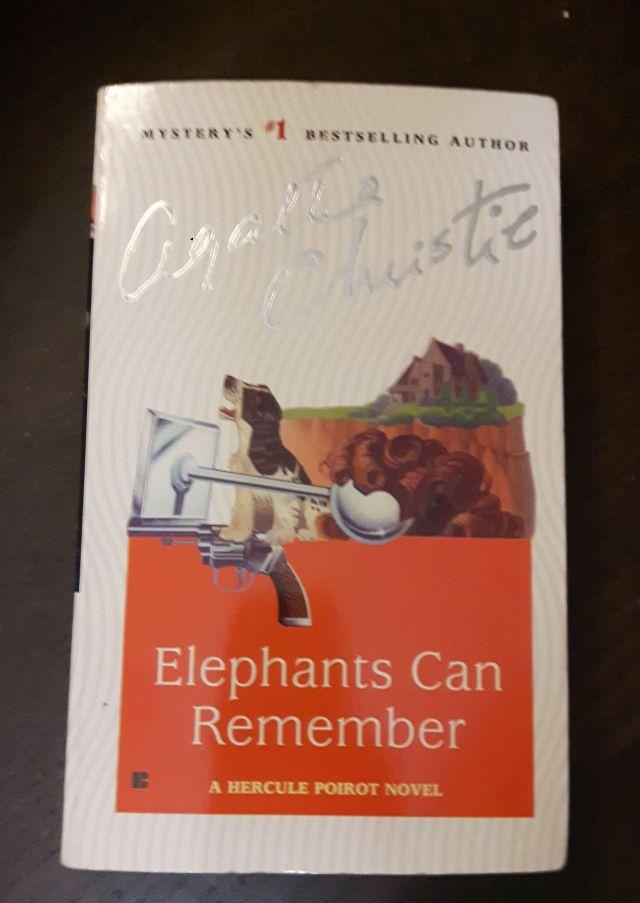 MYSTERY'S #1 BESTSELLING AUTHOR
Agatha
Christie
Elephants Can
Remember
B
A HERCULE POIROT NOVEL